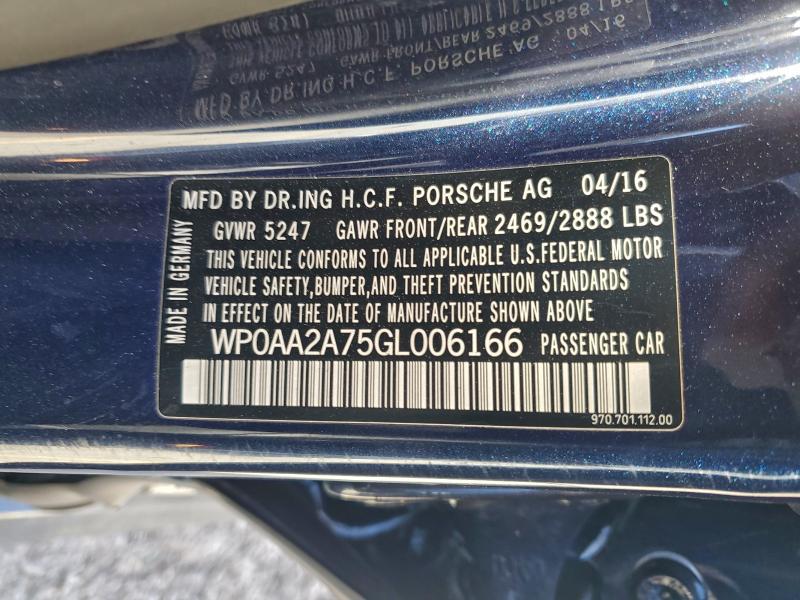 MFD BY DR.ING H.C.F. PORSCHE AG 04/16
GVWR 5247 GAWR FRONT/REAR 2469/2888 LBS
THIS VEHICLE CONFORMS TO ALL APPLICABLE U.S.FEDERAL MOTOR
VEHICLE SAFETY,BUMPER,AND THEFT PREVENTION STANDARDS
IN EFFECT ON THE DATE OF MANUFACTURE SHOWN ABOVE
WP0AA2A75GL006166 PASSENGER CAR
970.701.112.00
MADE IN GERMANY